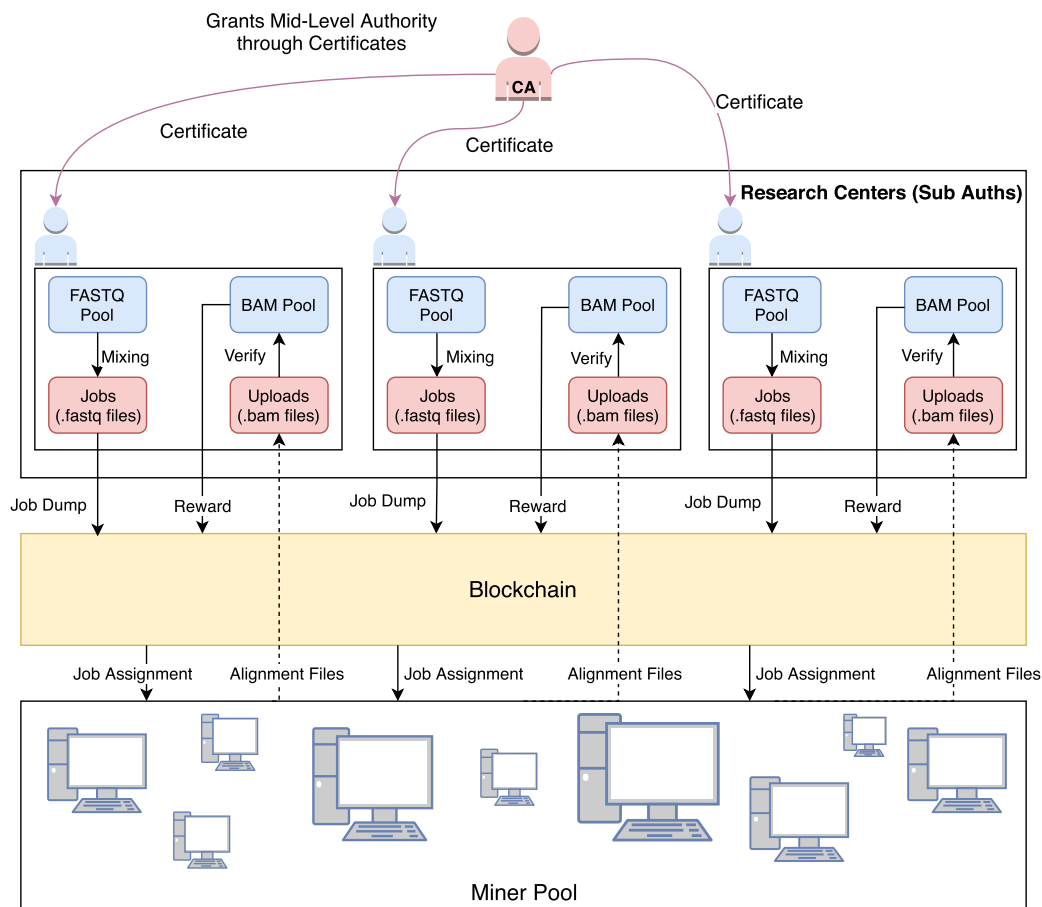 Grants Mid-Level Authority
through Certificates
CA
Certificate
Certificate
Certificate
Research Centers (Sub Auths)
FASTQ
Pool
BAM Pool
FASTQ
Pool
BAM Pool
FASTQ
Pool
BAM Pool
Mixing
Verify
Mixing
Verify
Mixing
Verify
Jobs
(.fastq files)
Uploads
(.bam files)
Jobs
(.fastq files)
Uploads
(.bam files)
Jobs
(.fastq files)
Uploads
(.bam files)
Job Dump
Reward
Job Dump
Reward
Job Dump
Reward
Blockchain
Job Assignment
Alignment Files
Job Assignment
Alignment Files
Job Assignment
Alignment Files
Miner Pool